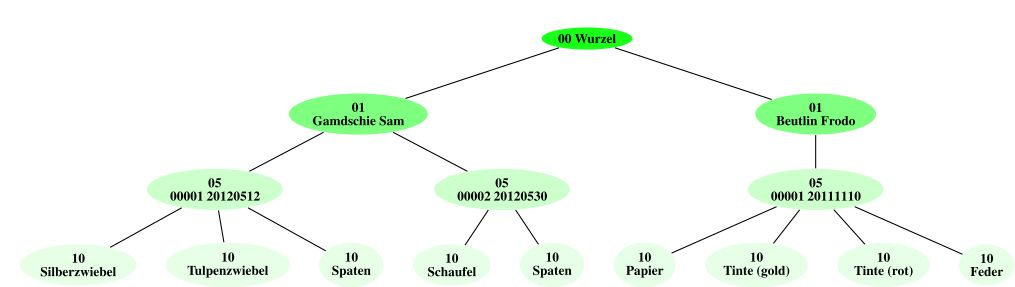 00 Wurzel
01
Gamdschie Sam
01
Beutlin Frodo
05
00001 20120512
05
00002 20120530
05
00001 20111110
10
Silberzwiebel
10
Tulpenzwiebel
10
Spaten
10
Schaufel
10
Spaten
10
Papier
10
Tinte (gold)
10
Tinte (rot)
10
Feder